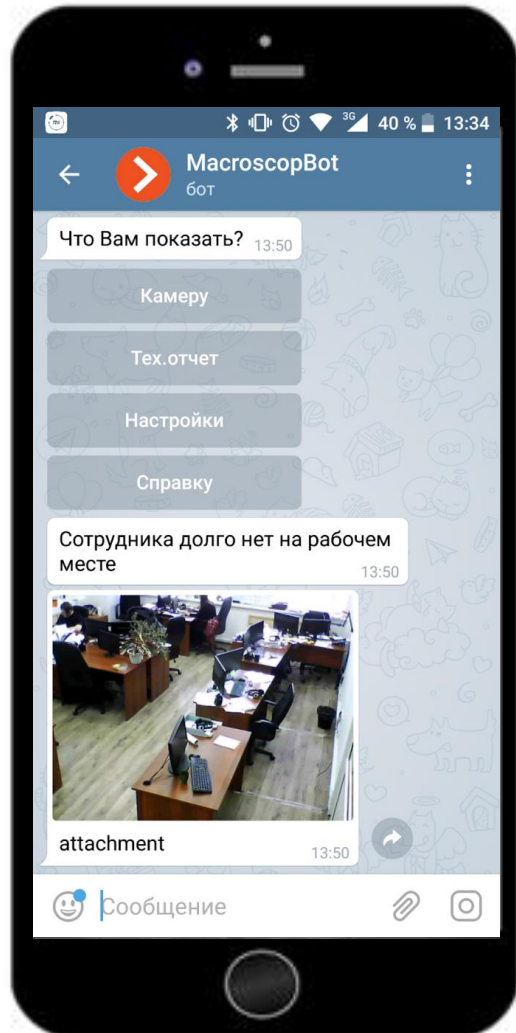 3G 40 % 13:34
MacroscopBot
бот
Что Вам показать? 13:50
Камеру
Тех.отчет
Настройки
Справку
Сотрудника долго нет на рабочем
месте 13:50
attachment 13:50
Сообщение